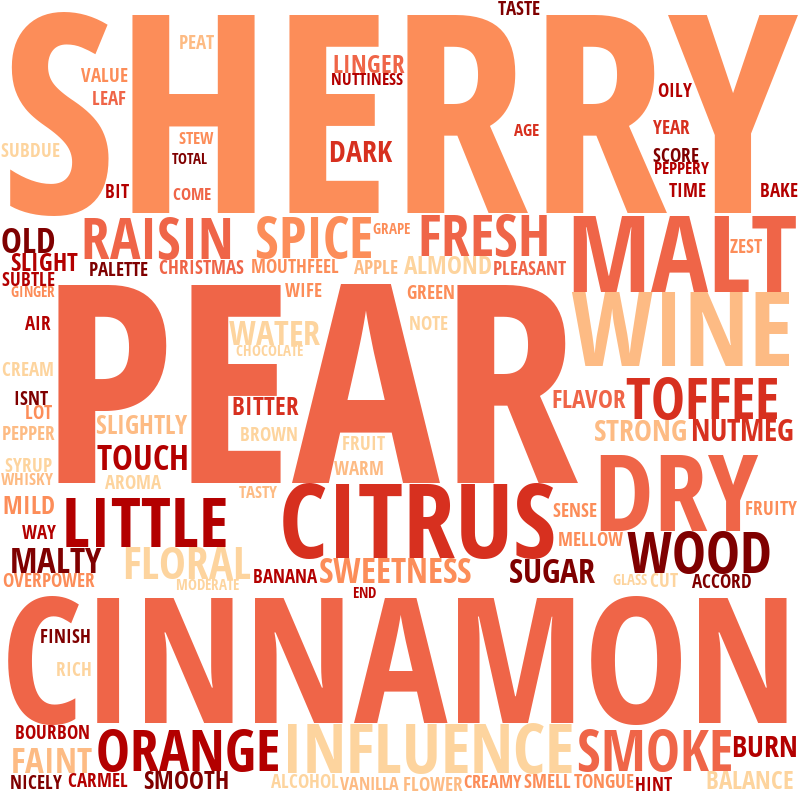 TASTE
SHERRY
PEAT
VALUE
LEAF
LINGER
NUTTINESS
OILY
AGE
YEAR
SUBDUE
STEW
TOTAL
DARK
SCORE
PEPPERY
BIT
COME
TIME
BAKE
OLD
RAISIN
SPICE
GRAPE
FRESH
MALT
ZEST
SLIGHT
SUBTLE
PALETTE
CHRISTMAS
MOUTHFEEL
APPLE
ALMOND
PLEASANT
GINGER
PEAR
WIFE
GREEN
WINE
AIR
WATER
CHOCOLATE
NOTE
CREAM
ISNT
LOT
BITTER
FLAVOR
TOFFEE
PEPPER
SLIGHTLY
BROWN
FRUIT
STRONG
NUTMEG
SYRUP
WHISKY
TOUCH
AROMA
WARM
TASTY
DRY
MILD
LITTLE
CITRUS
SENSE
FRUITY
WAY
MELLOW
WOOD
MALTY
FLORAL
OVERPOWER
MODERATE
BANANA
SWEETNESS
SUGAR
GLASS
CUT
ACCORD
END
CINNAMON
FINISH
RICH
BOURBON
FAINT
ORANGE
INFLUENCE
SMOKE
BURN
NICELY
CARMEL
SMOOTH
ALCOHOL
VANILLA
FLOWER
CREAMY
SMELL
TONGUE
HINT
BALANCE